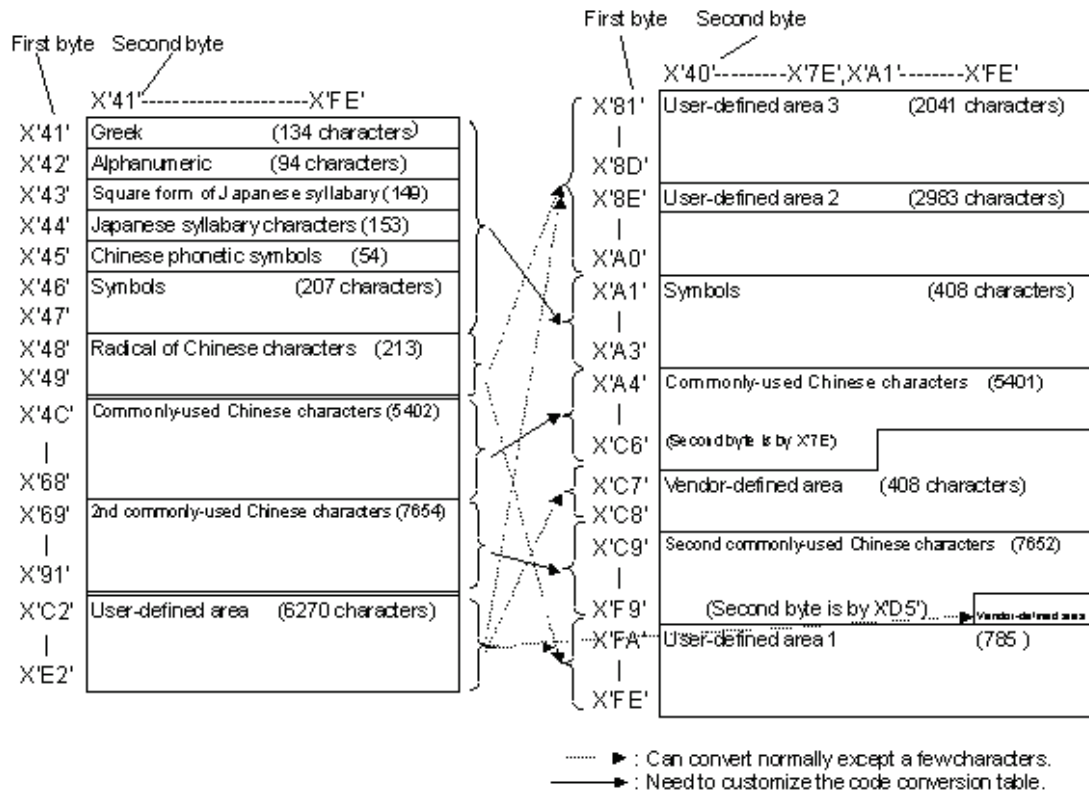 First byte Second byte
X'41'--------------------X'FE'
X'41' Greek (134 characters)
X'42' Alphanumeric (94 characters)
X'43' Square form of Japanese syllabary (149)
X'44' Japanese syllabary characters (153)
X'45' Chinese phonetic symbols (54)
X'46' Symbols (207 characters)
X'47'
X'48' Radical of Chinese characters (213)
X'49'
X'4C' Commonly-used Chinese characters (5402)
|
X'68'
X'69' 2nd commonly-used Chinese characters (7654)
|
X'91'
X'C2' User-defined area (6270 characters)
|
X'E2'
First byte Second byte
X'40'---------X'7E',X'A1'-------X'FE'
X'81' User-defined area 3 (2041 characters)
|
X'8D'
X'8E' User-defined area 2 (2983 characters)
|
X'A0'
X'A1' Symbols (408 characters)
|
X'A3'
X'A4' Commonly-used Chinese characters (5401)
|
X'C6' (Second byte is by X'7E)
X'C7' Vendor-defined area (408 characters)
X'C8'
X'C9' Second commonly-used Chinese characters (7652)
|
X'F9' (Second byte is by X'D5') Vendor-defined area
X'FA' User-defined area 1 (785 )
|
X'FE'
: Can convert normally except a few characters.
: Need to customize the code conversion table.